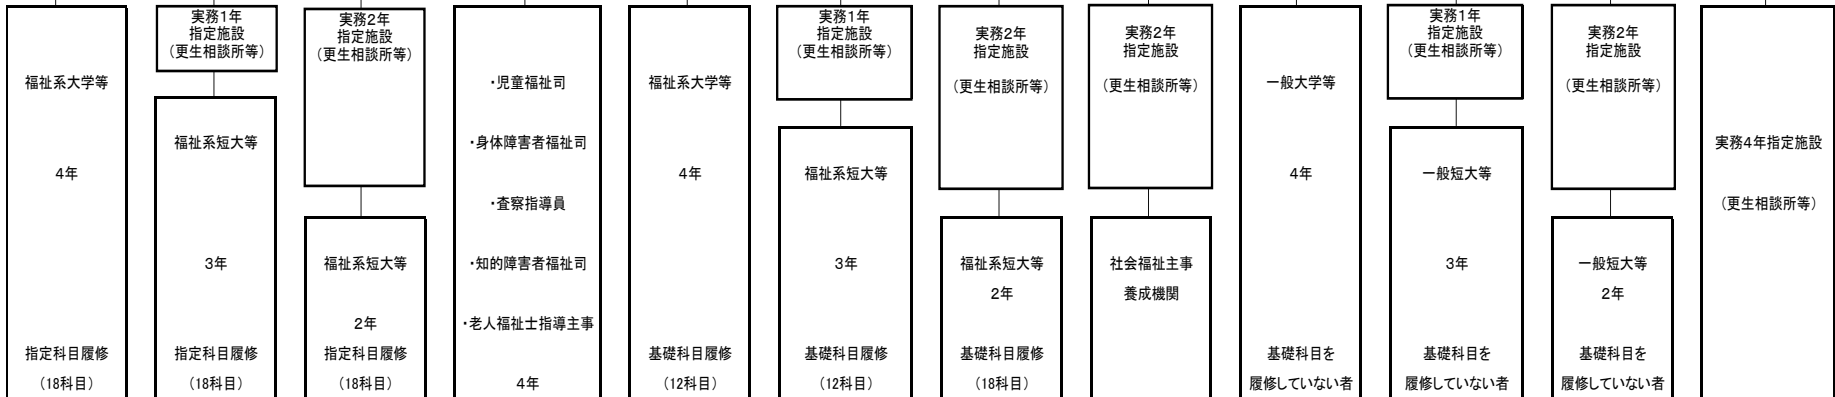 福祉系大学等
4年
指定科目履修
（18科目）
実務1年
指定施設
（更生相談所等）
福祉系短大等
3年
指定科目履修
（18科目）
実務2年
指定施設
（更生相談所等）
福祉系短大等
2年
指定科目履修
（18科目）
・児童福祉司
・身体障害者福祉司
・査察指導員
・知的障害者福祉司
・老人福祉士指導主事
4年
福祉系大学等
4年
基礎科目履修
（12科目）
実務1年
指定施設
（更生相談所等）
福祉系短大等
3年
基礎科目履修
（12科目）
実務2年
指定施設
（更生相談所等）
福祉系短大等
2年
基礎科目履修
（18科目）
実務2年
指定施設
（更生相談所等）
社会福祉主事
養成機関
一般大学等
4年
基礎科目を
履修していない者
実務1年
指定施設
（更生相談所等）
一般短大等
3年
基礎科目を
履修していない者
実務2年
指定施設
（更生相談所等）
一般短大等
2年
基礎科目を
履修していない者
実務4年指定施設
（更生相談所等）